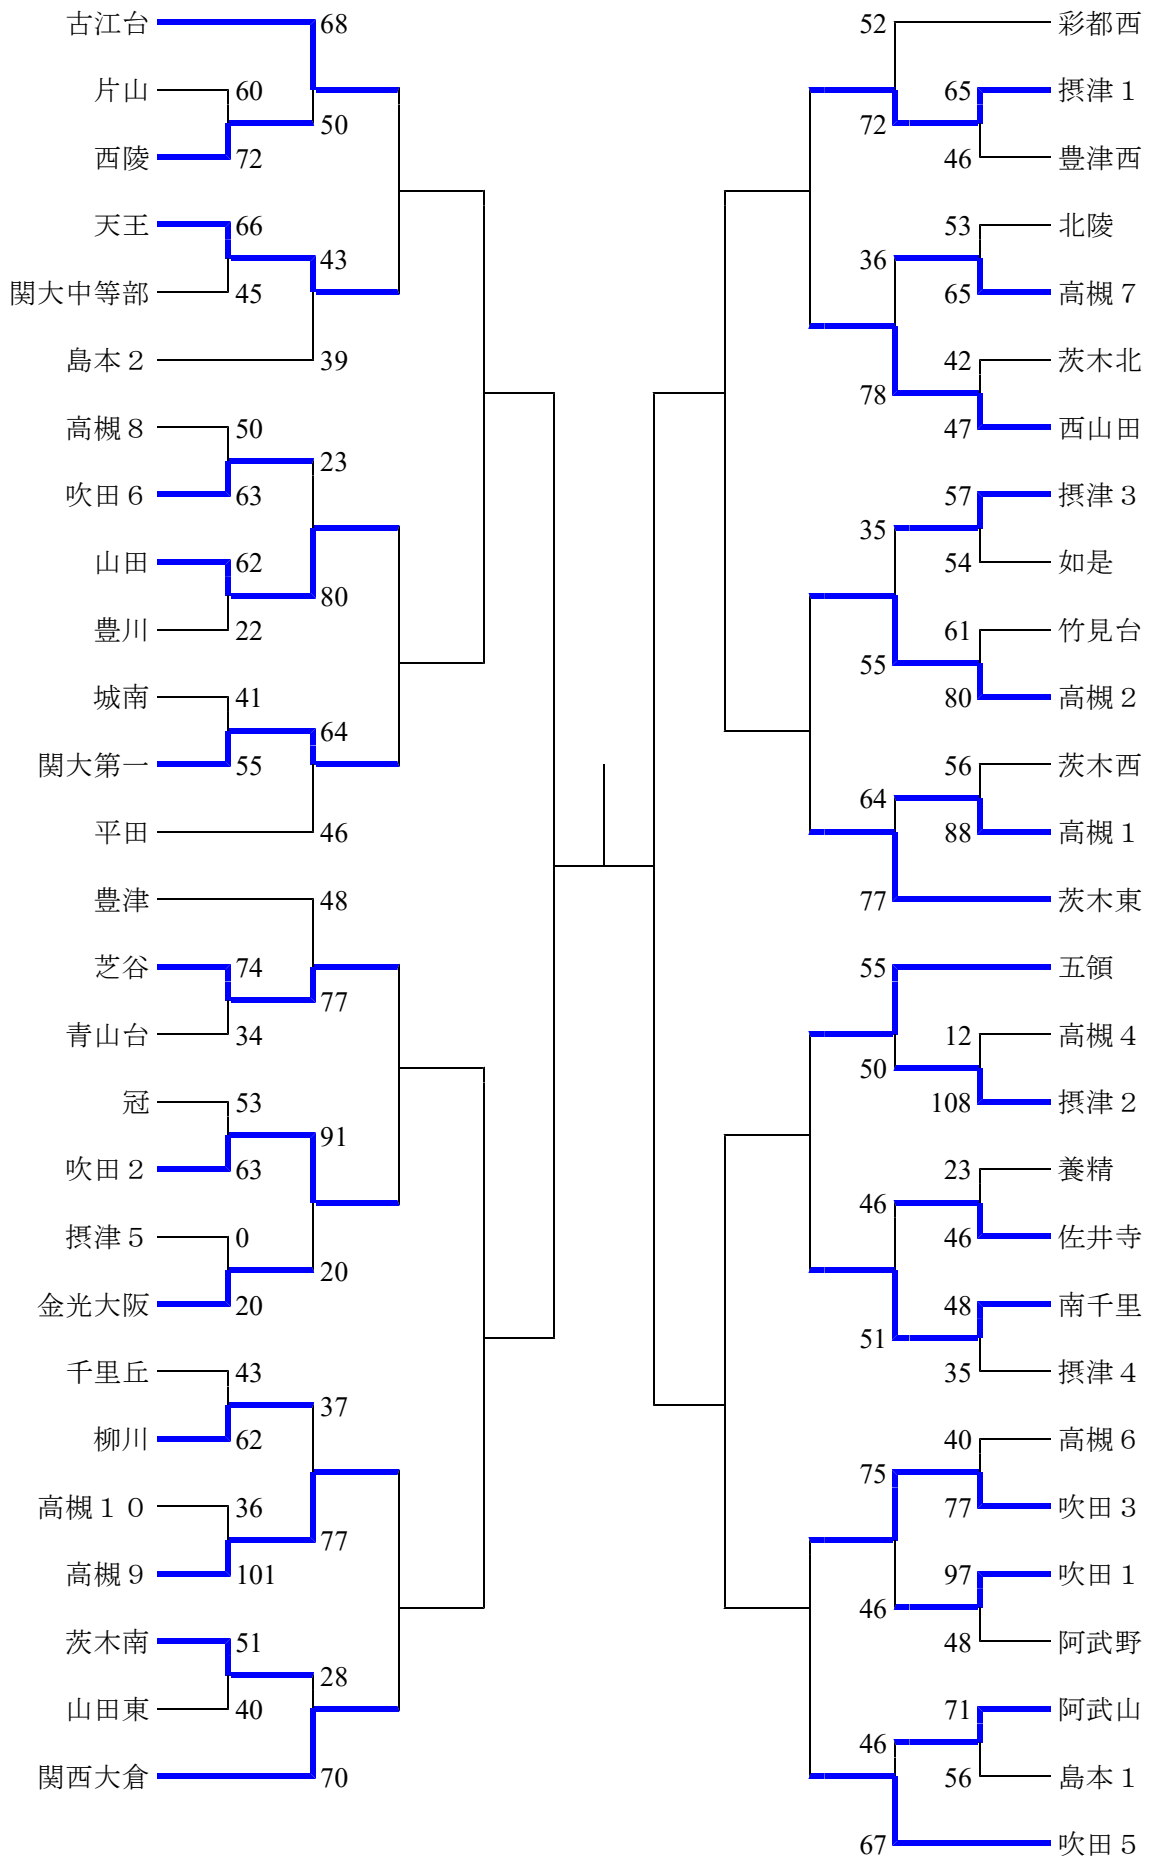 古江台 68 52 彩都西
片山 60 65 摂津１
50 72
西陵 72 46 豊津西
天王 66 53 北陵
43 36
関大中等部 45 65 高槻７
島本２ 39 42 茨木北
78
高槻８ 50 47 西山田
23
吹田６ 63 57 摂津３
35
山田 62 54 如是
80
豊川 22 61 竹見台
55
城南 41 80 高槻２
64
関大第一 55 56 茨木西
64
平田 46 88 高槻１
豊津 48 77 茨木東
芝谷 74 55 五領
77
青山台 34 12 高槻４
50
冠 53 108 摂津２
91
吹田２ 63 23 養精
46
摂津５ 0 46 佐井寺
20
金光大阪 20 48 南千里
51
千里丘 43 35 摂津４
37
柳川 62 40 高槻６
75
高槻１０ 36 77 吹田３
77
高槻９ 101 97 吹田１
46
茨木南 51 48 阿武野
28
山田東 40 71 阿武山
46
関西大倉 70 56 島本１
67 吹田５